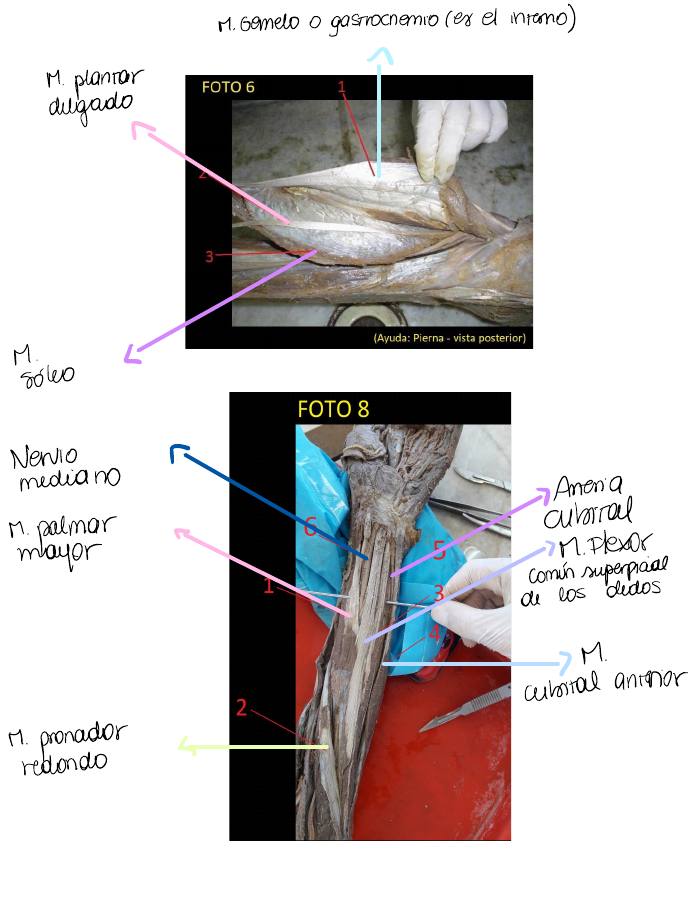 M. Gemelo o gastrocnemio (es el interno)
M. plantar
delgado
FOTO 6
1
2
3
(Ayuda: Pierna - vista posterior)
M.
sóleo
FOTO 8
Nervio
mediano
M. palmar
mayor
6
5
1
3
4
2
Arteria
cubital
M. Flexor
común superficial
de los dedos
M.
cubital anterior
M. pronador
redondo